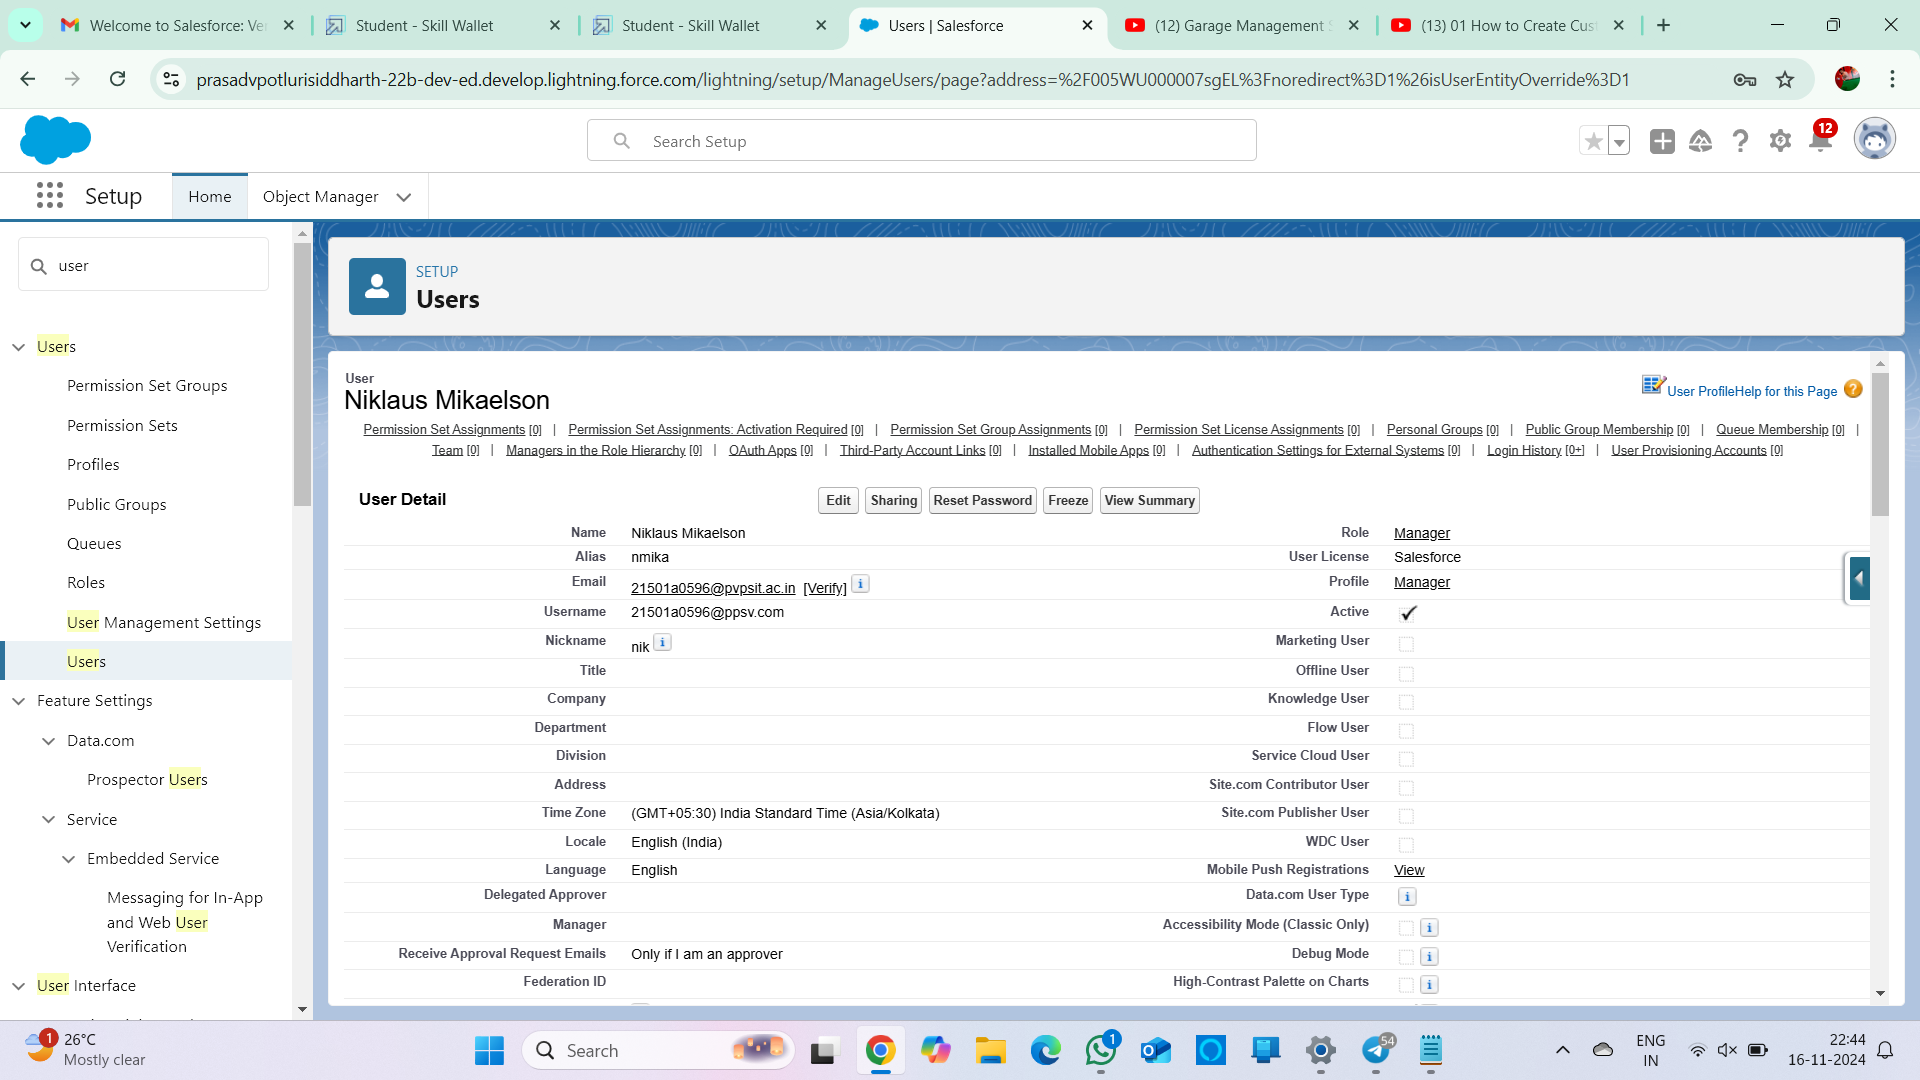 Welcome to Salesforce: Ver
Student - Skill Wallet
Student - Skill Wallet
Users | Salesforce
(12) Garage Management S
(13) 01 How to Create Cus
prasadvpotlurisiddharth-22b-dev-ed.develop.lightning.force.com/lightning/setup/ManageUsers/page?address=%2F005WU000007sgEL%3Fnoredirect%3D1%26isUserEntityOverride%3D1
Search Setup
12
Setup
Home
Object Manager
user
Users
Permission Set Groups
Permission Sets
Profiles
Public Groups
Queues
Roles
User Management Settings
Users
Feature Settings
Data.com
Prospector Users
Service
Embedded Service
Messaging for In-App
and Web User
Verification
User Interface
SETUP
Users
User
Niklaus Mikaelson
User Profile Help for this Page ?
Permission Set Assignments [0] | Permission Set Assignments: Activation Required [0] | Permission Set Group Assignments [0] | Permission Set License Assignments [0] | Personal Groups [0] | Public Group Membership [0] | Queue Membership [0] |
Team [0] | Managers in the Role Hierarchy [0] | OAuth Apps [0] | Third-Party Account Links [0] | Installed Mobile Apps [0] | Authentication Settings for External Systems [0] | Login History [0+] | User Provisioning Accounts [0]
User Detail
Edit Sharing Reset Password Freeze View Summary
Name Niklaus Mikaelson Role Manager
Alias nmika User License Salesforce
Email 21501a0596@pvpsit.ac.in [Verify] i Profile Manager
Username 21501a0596@ppsv.com Active ✓
Nickname nik i Marketing User
Title Offline User
Company Knowledge User
Department Flow User
Division Service Cloud User
Address Site.com Contributor User
Time Zone (GMT+05:30) India Standard Time (Asia/Kolkata) Site.com Publisher User
Locale English (India) WDC User
Language English Mobile Push Registrations View
Delegated Approver Data.com User Type i
Manager Accessibility Mode (Classic Only) i
Receive Approval Request Emails Only if I am an approver Debug Mode i
Federation ID High-Contrast Palette on Charts i
1
26°C
Mostly clear
Search
1
54
ENG
IN
22:44
16-11-2024